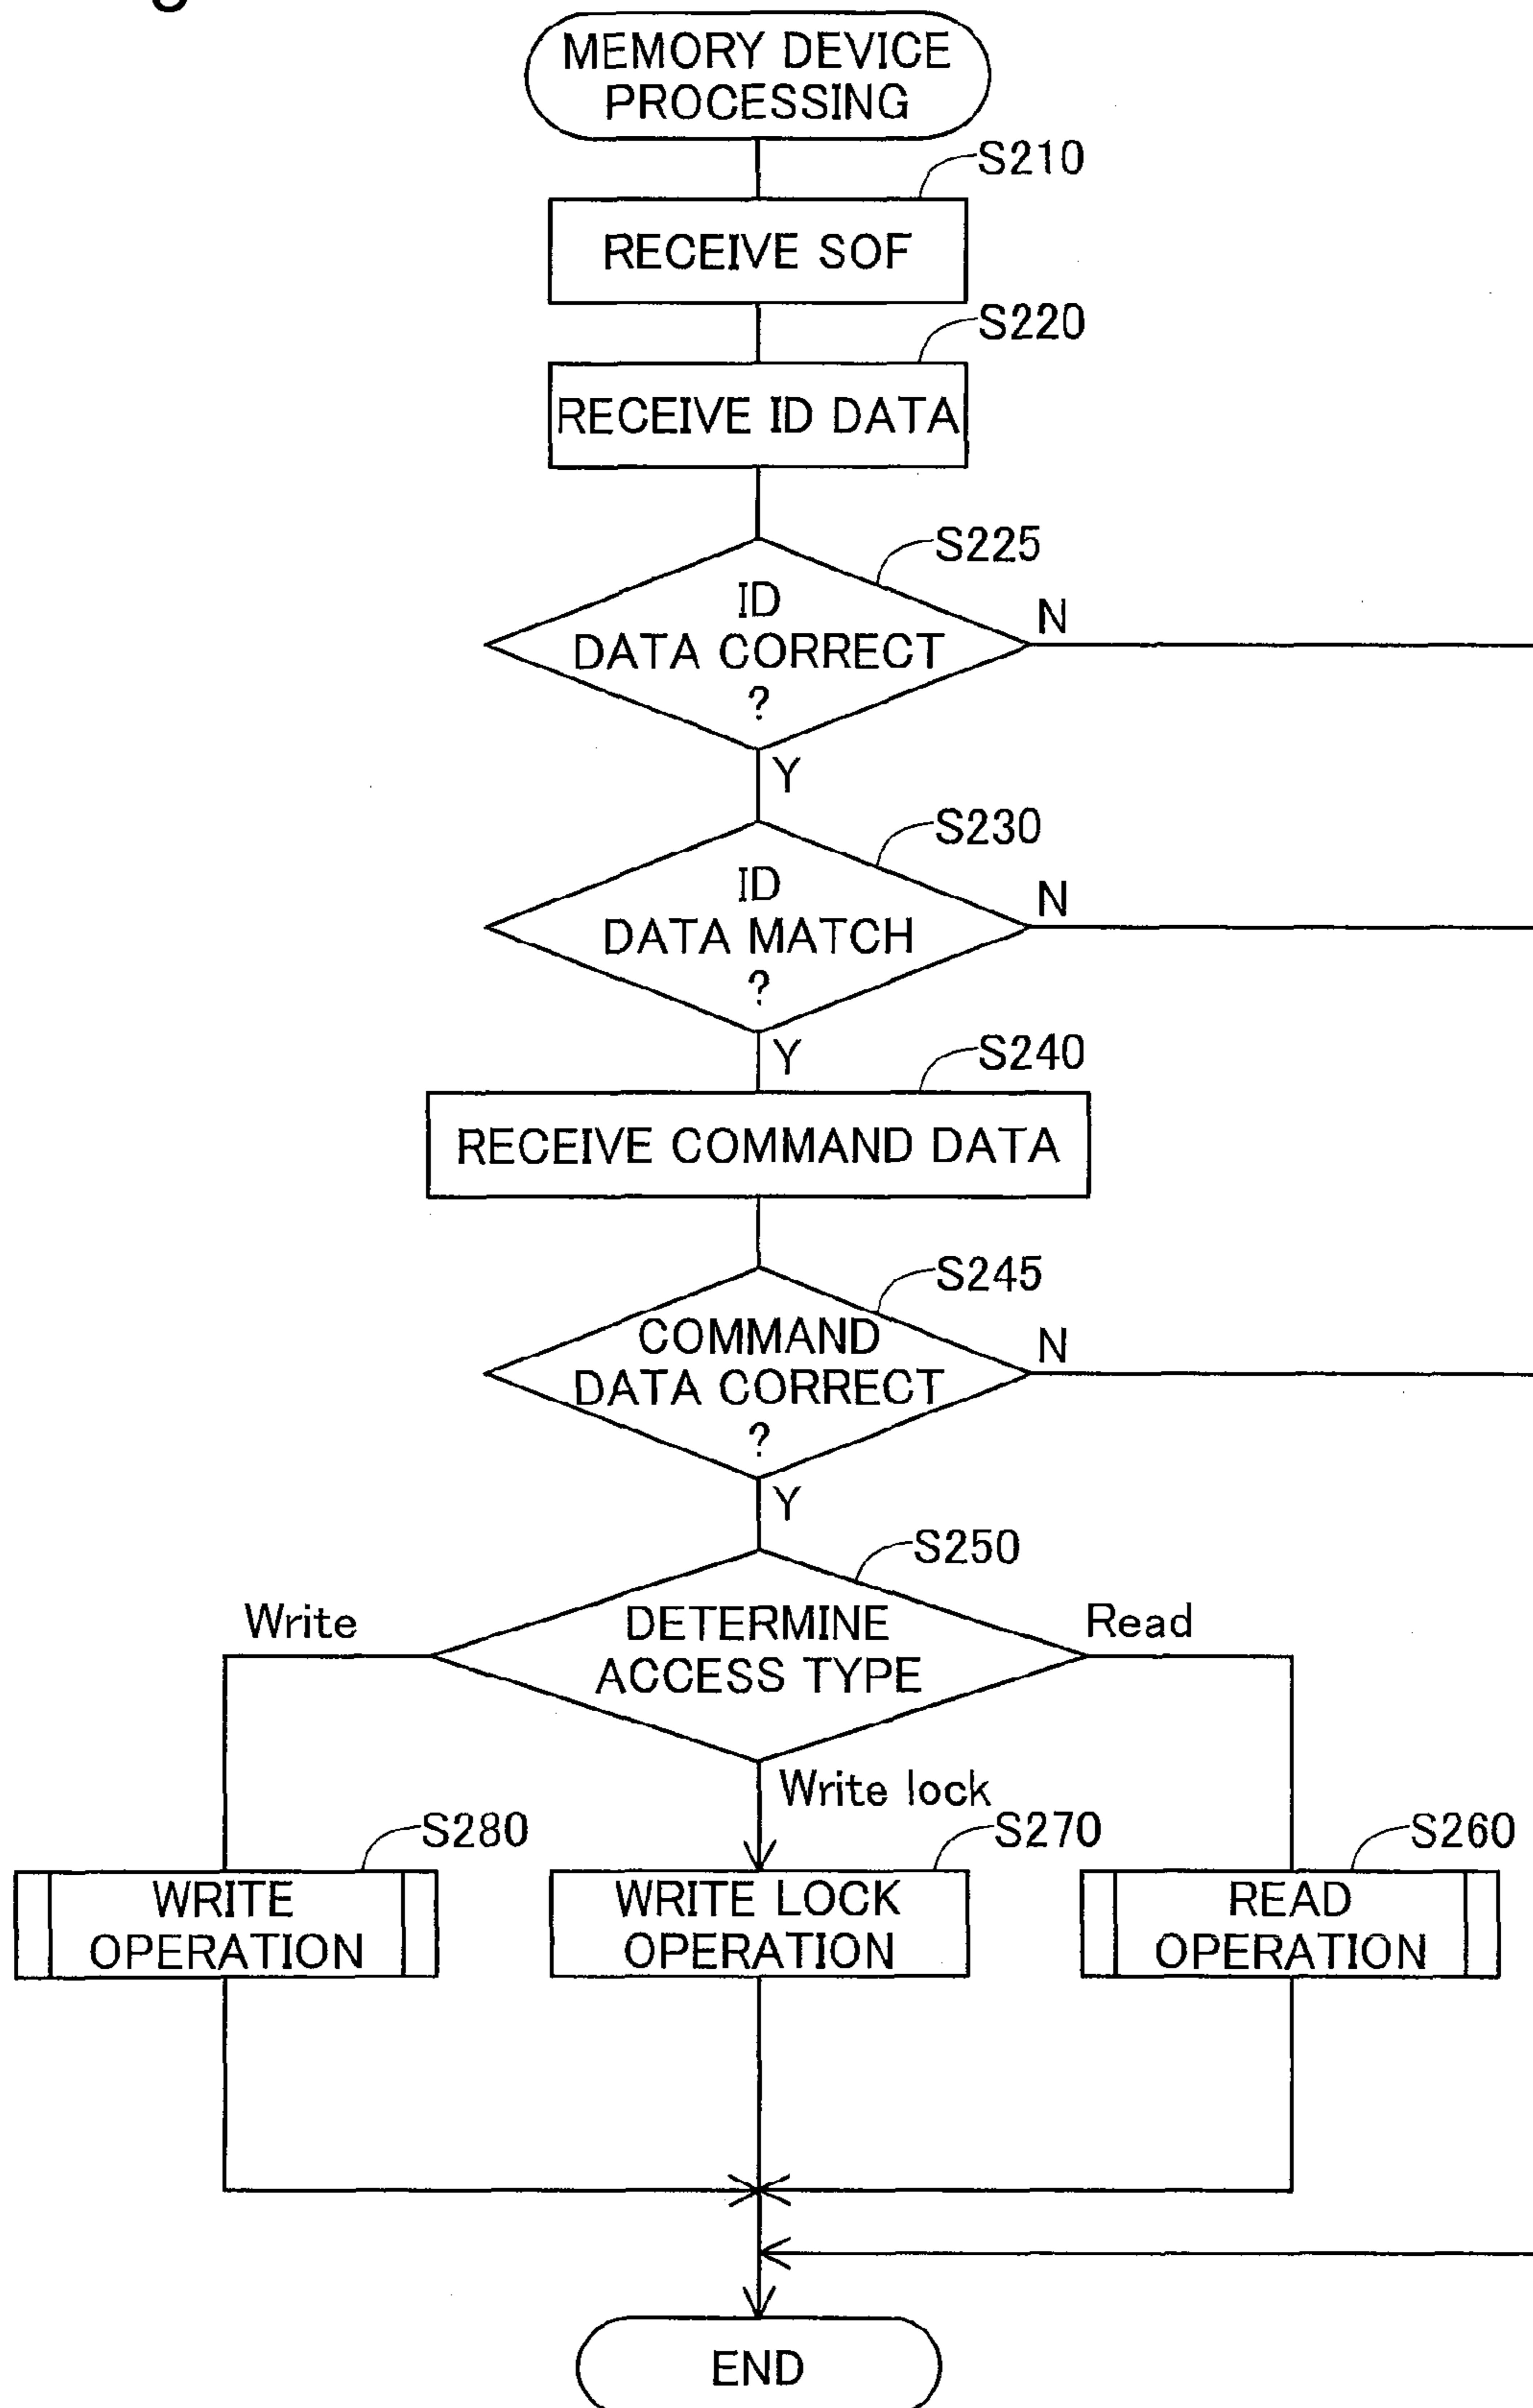 MEMORY DEVICE
PROCESSING
S210
RECEIVE SOF
S220
RECEIVE ID DATA
S225
ID
DATA CORRECT
?
N
Y
S230
ID
DATA MATCH
?
N
Y
S240
RECEIVE COMMAND DATA
S245
COMMAND
DATA CORRECT
?
N
Y
S250
DETERMINE
ACCESS TYPE
Write
Read
Write lock
S280
WRITE
OPERATION
S270
WRITE LOCK
OPERATION
S260
READ
OPERATION
END